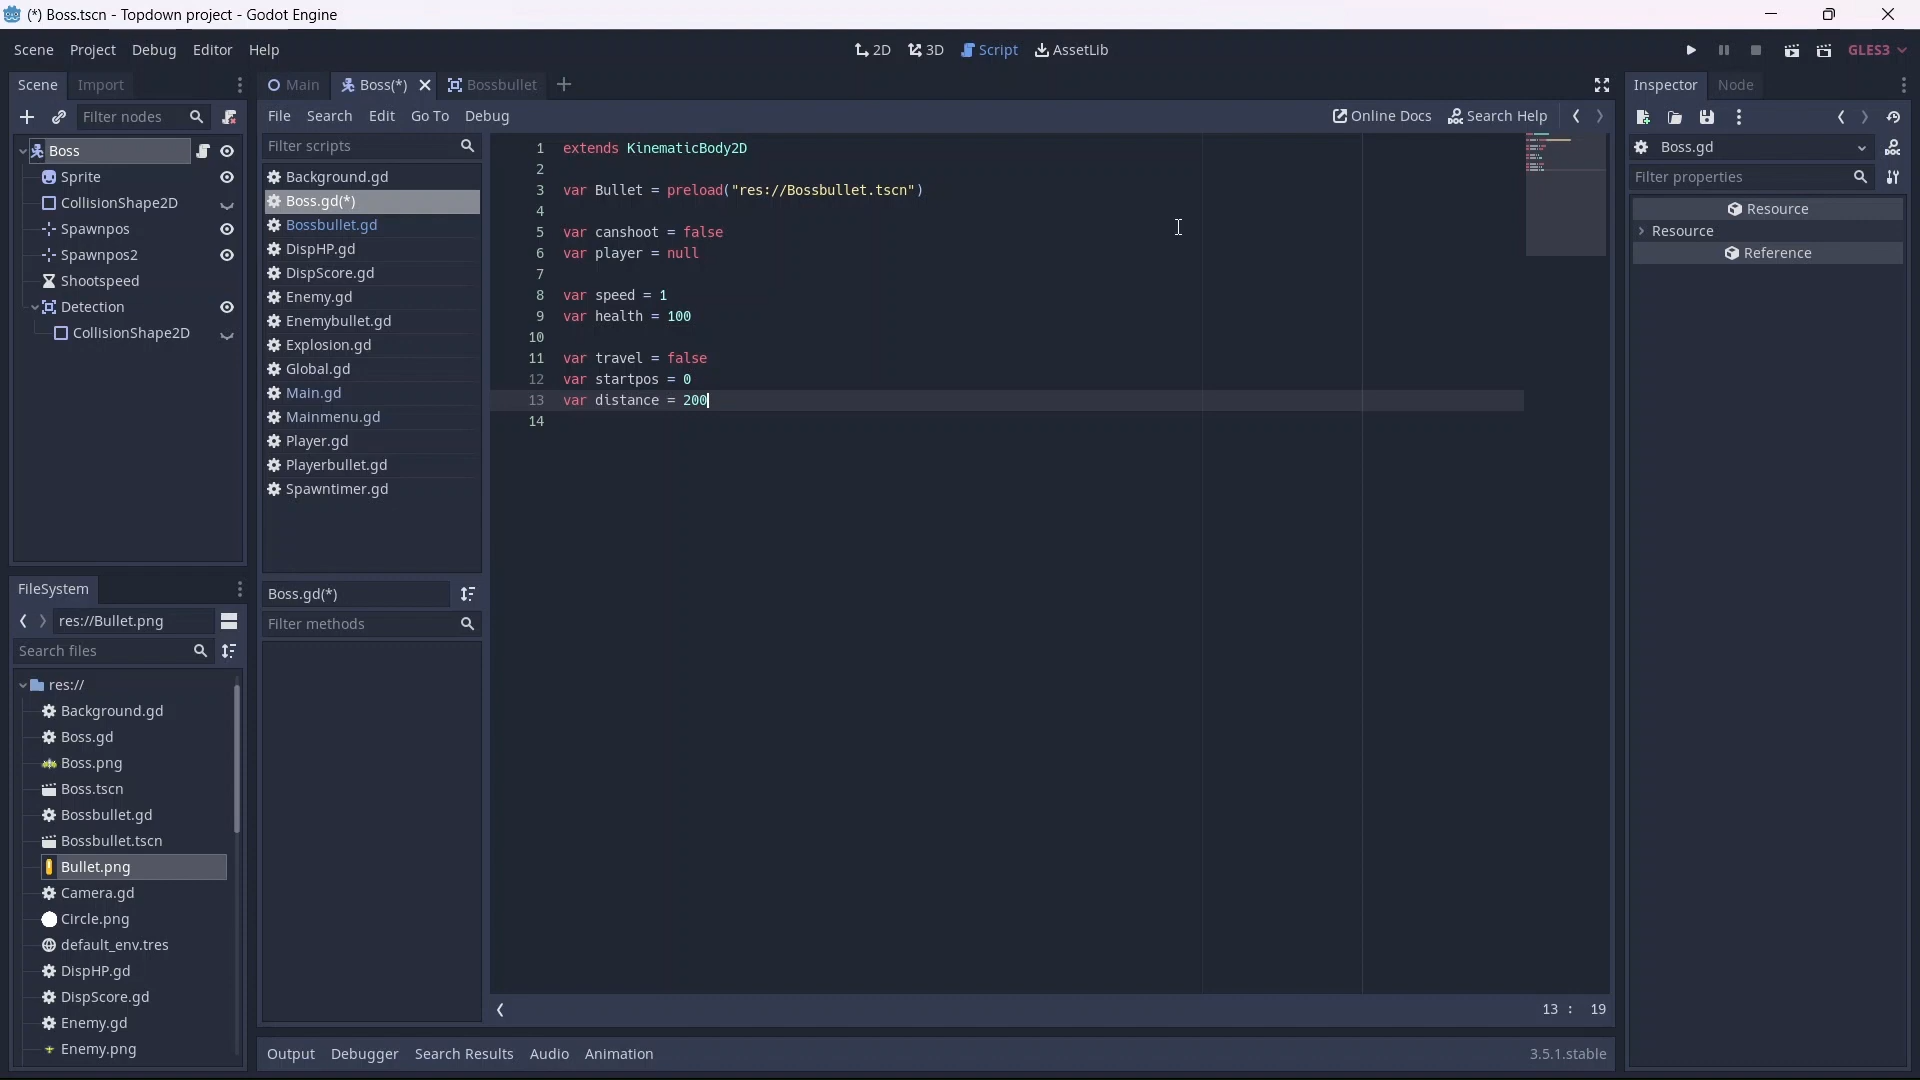 (*) Boss.tscn - Topdown project - Godot Engine
Scene Project Debug Editor Help
2D 3D Script AssetLib
GLES3
Scene Import
Filter nodes
Boss
Sprite
CollisionShape2D
Spawnpos
Spawnpos2
Shootspeed
Detection
CollisionShape2D
FileSystem
res://Bullet.png
Search files
res://
Background.gd
Boss.gd
Boss.png
Boss.tscn
Bossbullet.gd
Bossbullet.tscn
Bullet.png
Camera.gd
Circle.png
default_env.tres
DispHP.gd
DispScore.gd
Enemy.gd
Enemy.png
Main Boss(*) Bossbullet
File Search Edit Go To Debug
Online Docs Search Help
Filter scripts
Background.gd
Boss.gd(*)
Bossbullet.gd
DispHP.gd
DispScore.gd
Enemy.gd
Enemybullet.gd
Explosion.gd
Global.gd
Main.gd
Mainmenu.gd
Player.gd
Playerbullet.gd
Spawntimer.gd
Boss.gd(*)
Filter methods
1 extends KinematicBody2D
2
3 var Bullet = preload("res://Bossbullet.tscn")
4
5 var canshoot = false
6 var player = null
7
8 var speed = 1
9 var health = 100
10
11 var travel = false
12 var startpos = 0
13 var distance = 200
14
13 : 19
Output Debugger Search Results Audio Animation
3.5.1.stable
Inspector Node
Boss.gd
Filter properties
Resource
Resource
Reference